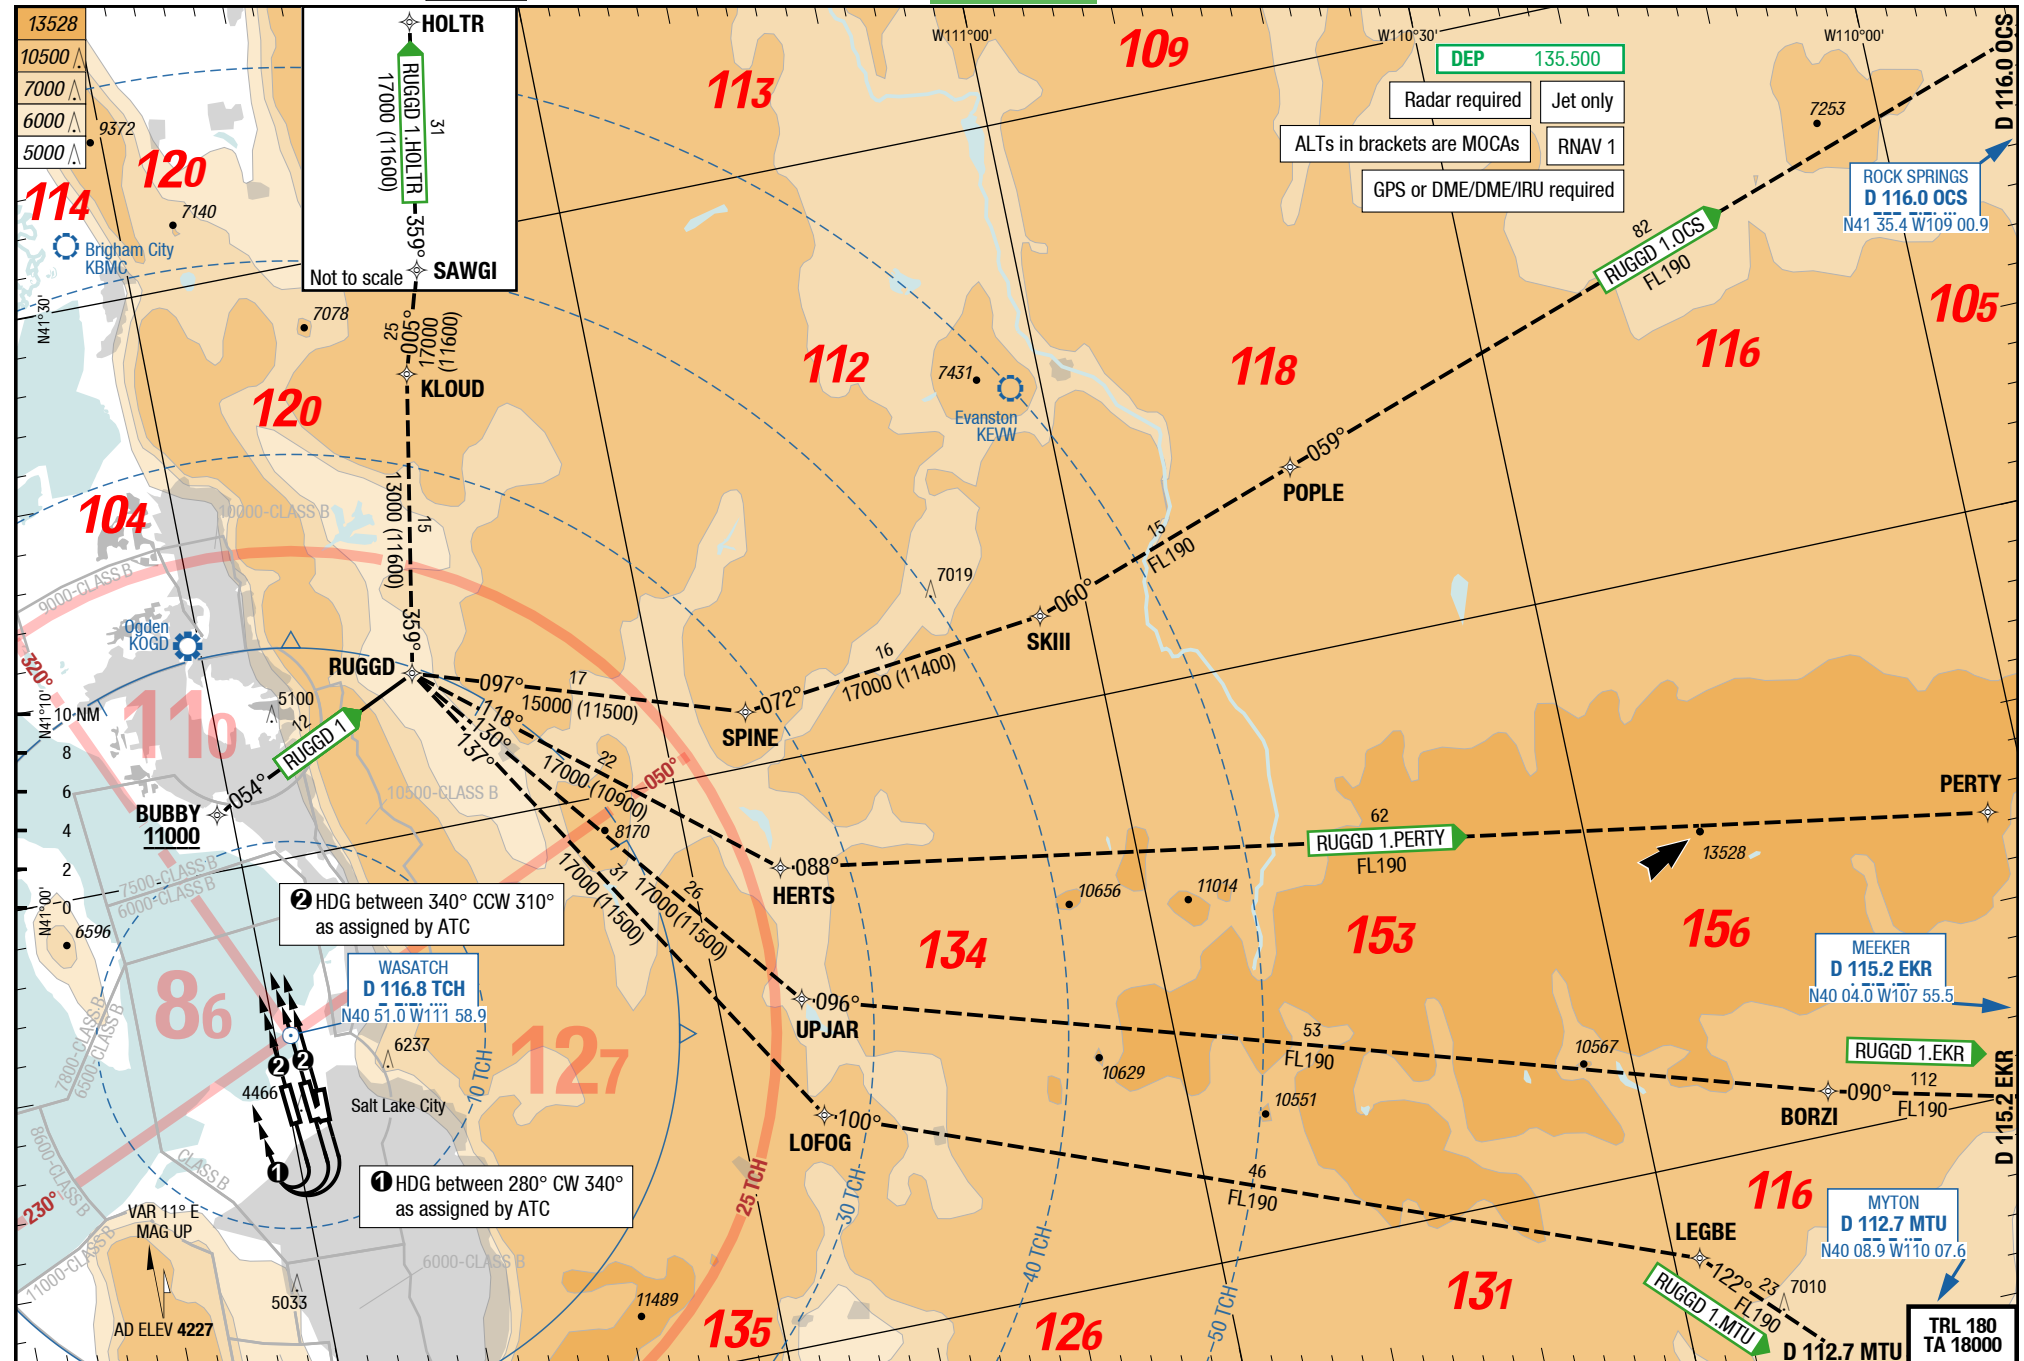 13528
10500
7000
6000
5000
9372
120
114
7140
Brigham City
KBMC
N41°30'
7078
HOLTR
RUGGD 1.HOLTR
17000 (11600)
31
359°
SAWGI
Not to scale
25
005°
17000
(11600)
KLOUD
120
113
109
W111°00'
W110°30'
W110°00'
DEP 135.500
Radar required
Jet only
ALTs in brackets are MOCAs
RNAV 1
GPS or DME/DME/IRU required
7253
D 116.0 OCS
ROCK SPRINGS
D 116.0 OCS
N41 35.4 W109 00.9
82
RUGGD 1.OCS
FL190
105
116
118
112
7431
Evanston
KEVW
059°
POPLE
15
FL190
060°
SKIII
7019
16
17000 (11400)
072°
SPINE
13000 (11600)
15
359°
104
10000-CLASS B
9000-CLASS B
Ogden
KOGD
320°
RUGGD
097°
17
15000 (11500)
118°
130°
137°
22
17000 (10900)
050°
110
5100
12
RUGGD 1
054°
BUBBY
11000
N41°10'
10 NM
8
6
4
2
0
N41°00'
10500-CLASS B
8170
7500-CLASS B
6000-CLASS B
31
17000 (11500)
26
17000 (11500)
088°
HERTS
62
RUGGD 1.PERTY
FL190
PERTY
13528
10656
11014
134
153
156
6596
2 HDG between 340° CCW 310°
as assigned by ATC
WASATCH
D 116.8 TCH
N40 51.0 W111 58.9
86
127
MEEKER
D 115.2 EKR
N40 04.0 W107 55.5
096°
UPJAR
53
FL190
10567
10629
10551
RUGGD 1.EKR
BORZI
090°
112
FL190
D 115.2 EKR
7800-CLASS B
6500-CLASS B
2
2
4466
6237
10 TCH
Salt Lake City
1
1 HDG between 280° CW 340°
as assigned by ATC
100°
LOFOG
46
FL190
8600-CLASS B
CLASS B
230°
VAR 11° E
MAG UP
11000-CLASS B
6000-CLASS B
5033
AD ELEV 4227
11489
25 TCH
30 TCH
40 TCH
50 TCH
135
126
131
116
MYTON
D 112.7 MTU
N40 08.9 W110 07.6
LEGBE
122°
23
FL190
7010
RUGGD 1.MTU
D 112.7 MTU
TRL 180
TA 18000